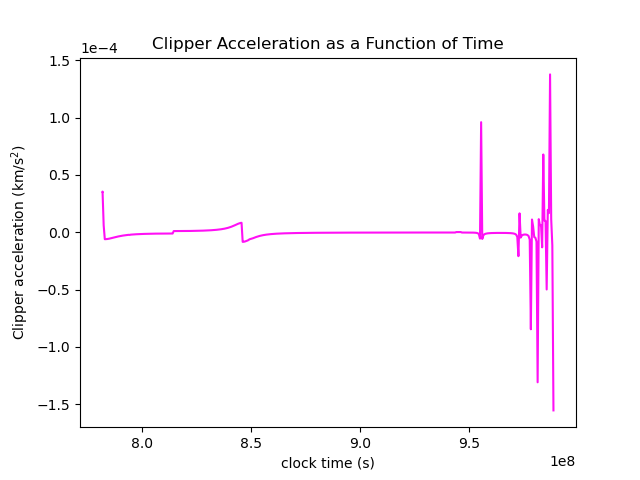 Clipper Acceleration as a Function of Time
1e−4
1.5
1.0
0.5
0.0
−0.5
−1.0
−1.5
Clipper acceleration (km/s²)
8.0 8.5 9.0 9.5
clock time (s)
1e8